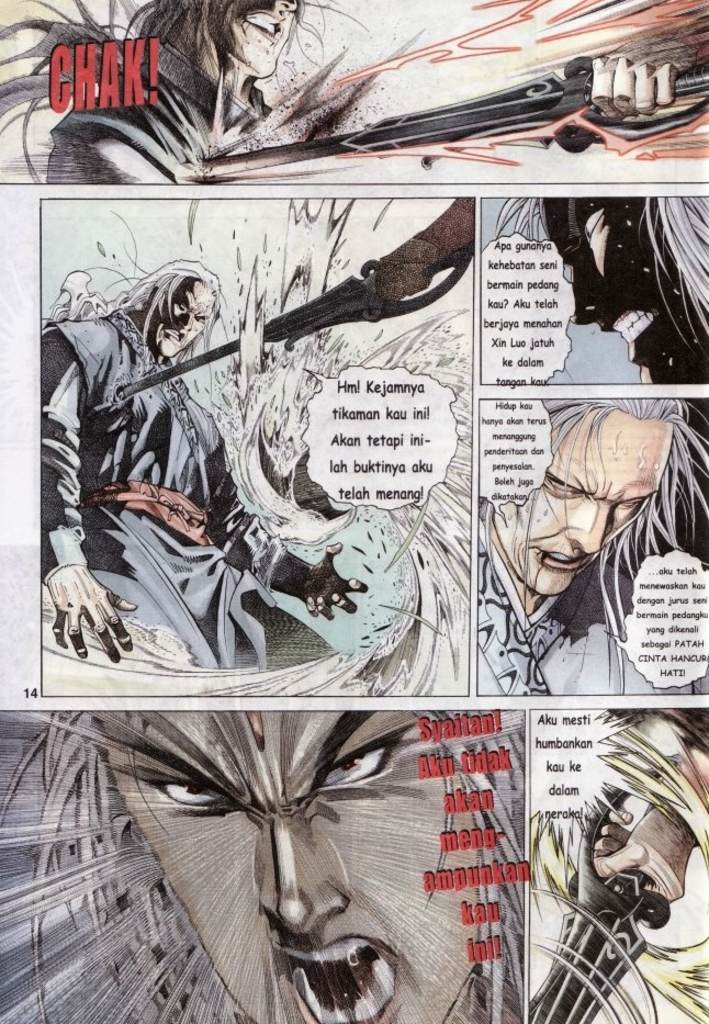 CHAK!
Hm! Kejamnya
tikaman kau ini!
Akan tetapi ini-
lah buktinya aku
telah menang!
Apa gunanya
kehebatan seni
bermain pedang
kau? Aku telah
berjaya menahan
Xin Luo jatuh
ke dalam
tangan kau.
Hidup kau
hanya akan terus
menanggung
penderitaan dan
penyesalan.
Boleh juga
dikatakan.
...aku telah
menewaskan kau
dengan jurus seni
bermain pedang
yang dikenali
sebagai PATAH
CINTA HANCUR
HATI!
14
Syaitan!
Aku tidak
akan
meng-
ampunkan
kau
ini!
Aku mesti
humbankan
kau ke
dalam
neraka!